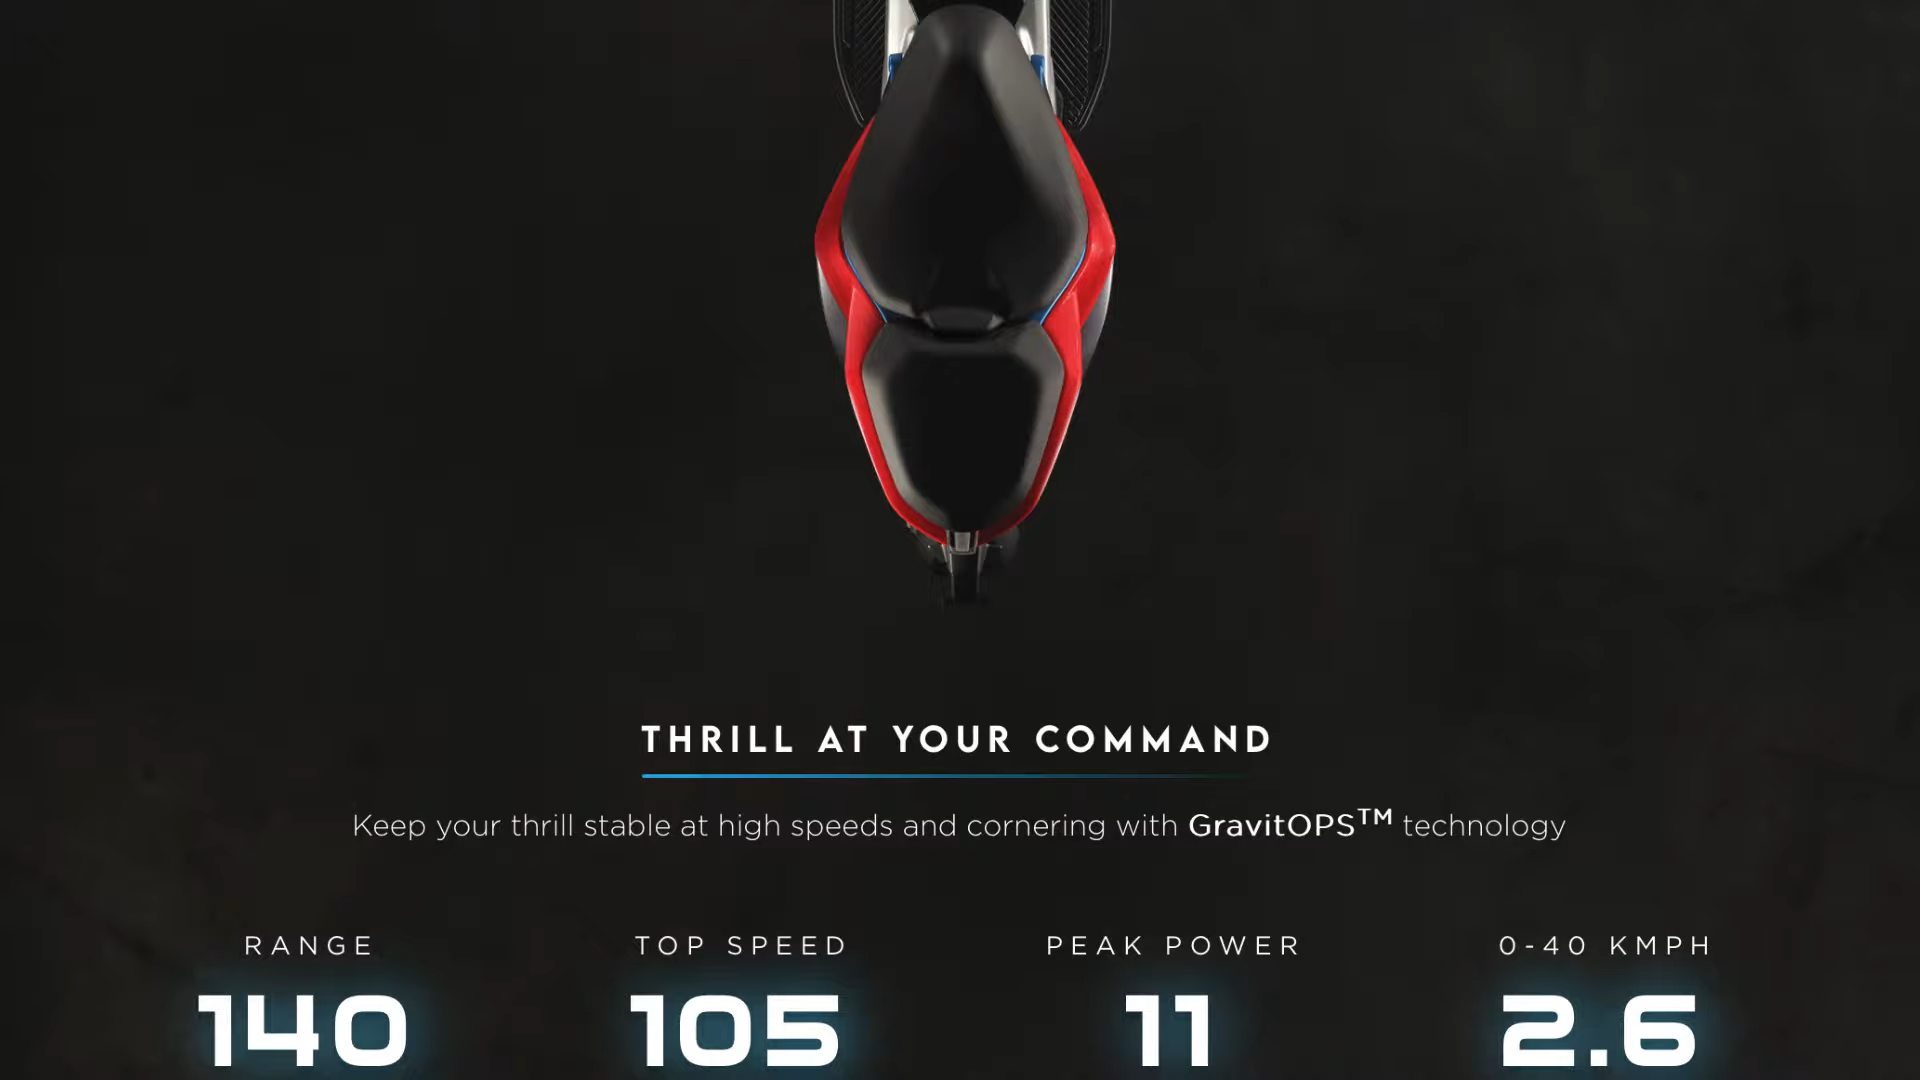 THRILL AT YOUR COMMAND
Keep your thrill stable at high speeds and cornering with GravitOPS™ technology
RANGE TOP SPEED PEAK POWER 0-40 KMPH
140 105 11 2.6